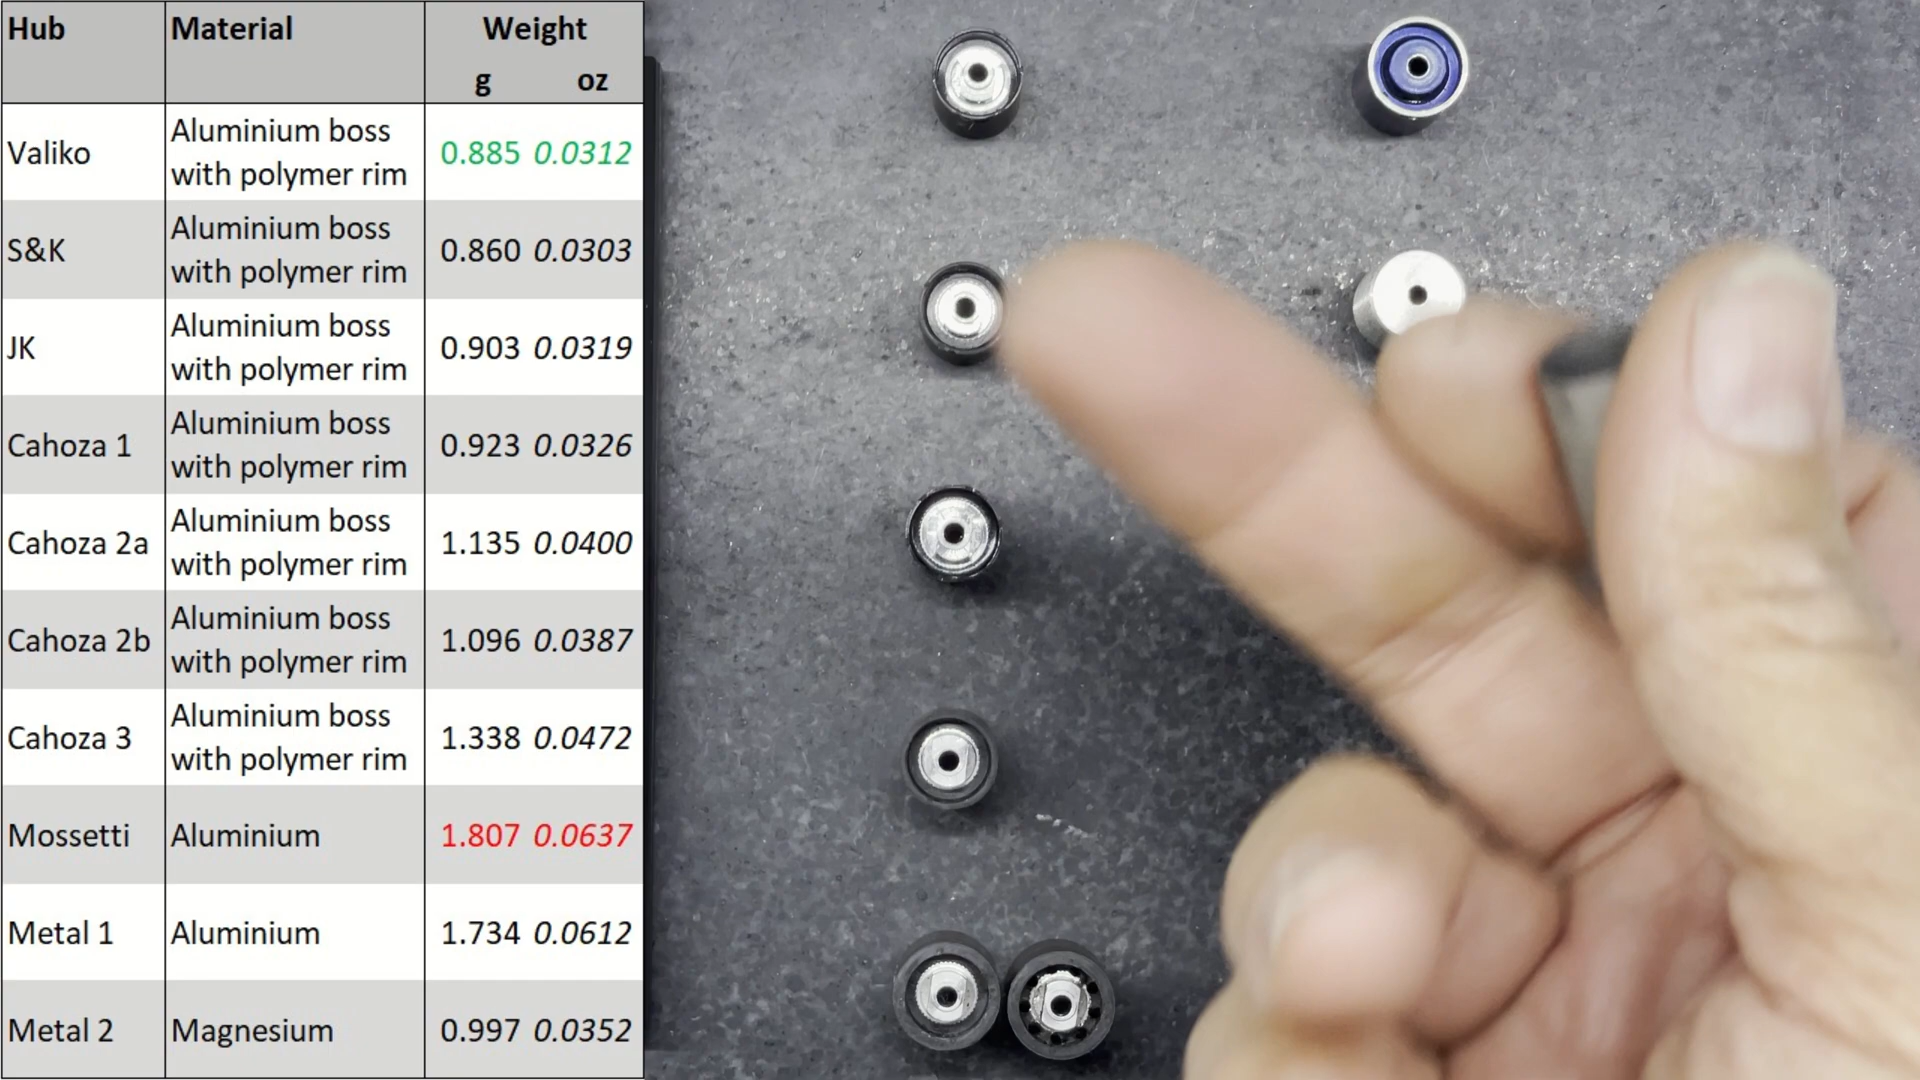 Hub Material Weight
g oz
Valiko Aluminium boss with polymer rim 0.885 0.0312
S&K Aluminium boss with polymer rim 0.860 0.0303
JK Aluminium boss with polymer rim 0.903 0.0319
Cahoza 1 Aluminium boss with polymer rim 0.923 0.0326
Cahoza 2a Aluminium boss with polymer rim 1.135 0.0400
Cahoza 2b Aluminium boss with polymer rim 1.096 0.0387
Cahoza 3 Aluminium boss with polymer rim 1.338 0.0472
Mossetti Aluminium 1.807 0.0637
Metal 1 Aluminium 1.734 0.0612
Metal 2 Magnesium 0.997 0.0352